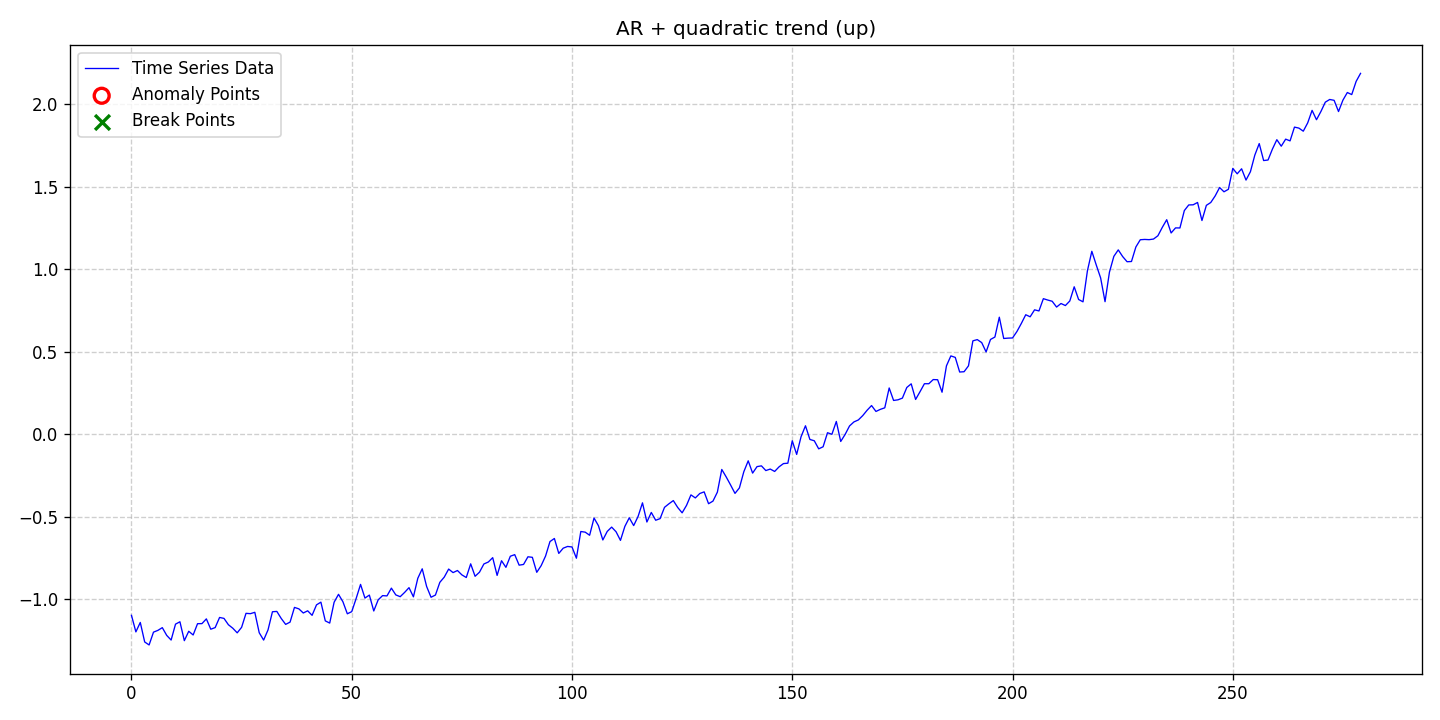 AR + quadratic trend (up)
Time Series Data
Anomaly Points
Break Points
2.0
1.5
1.0
0.5
0.0
−0.5
−1.0
0 50 100 150 200 250